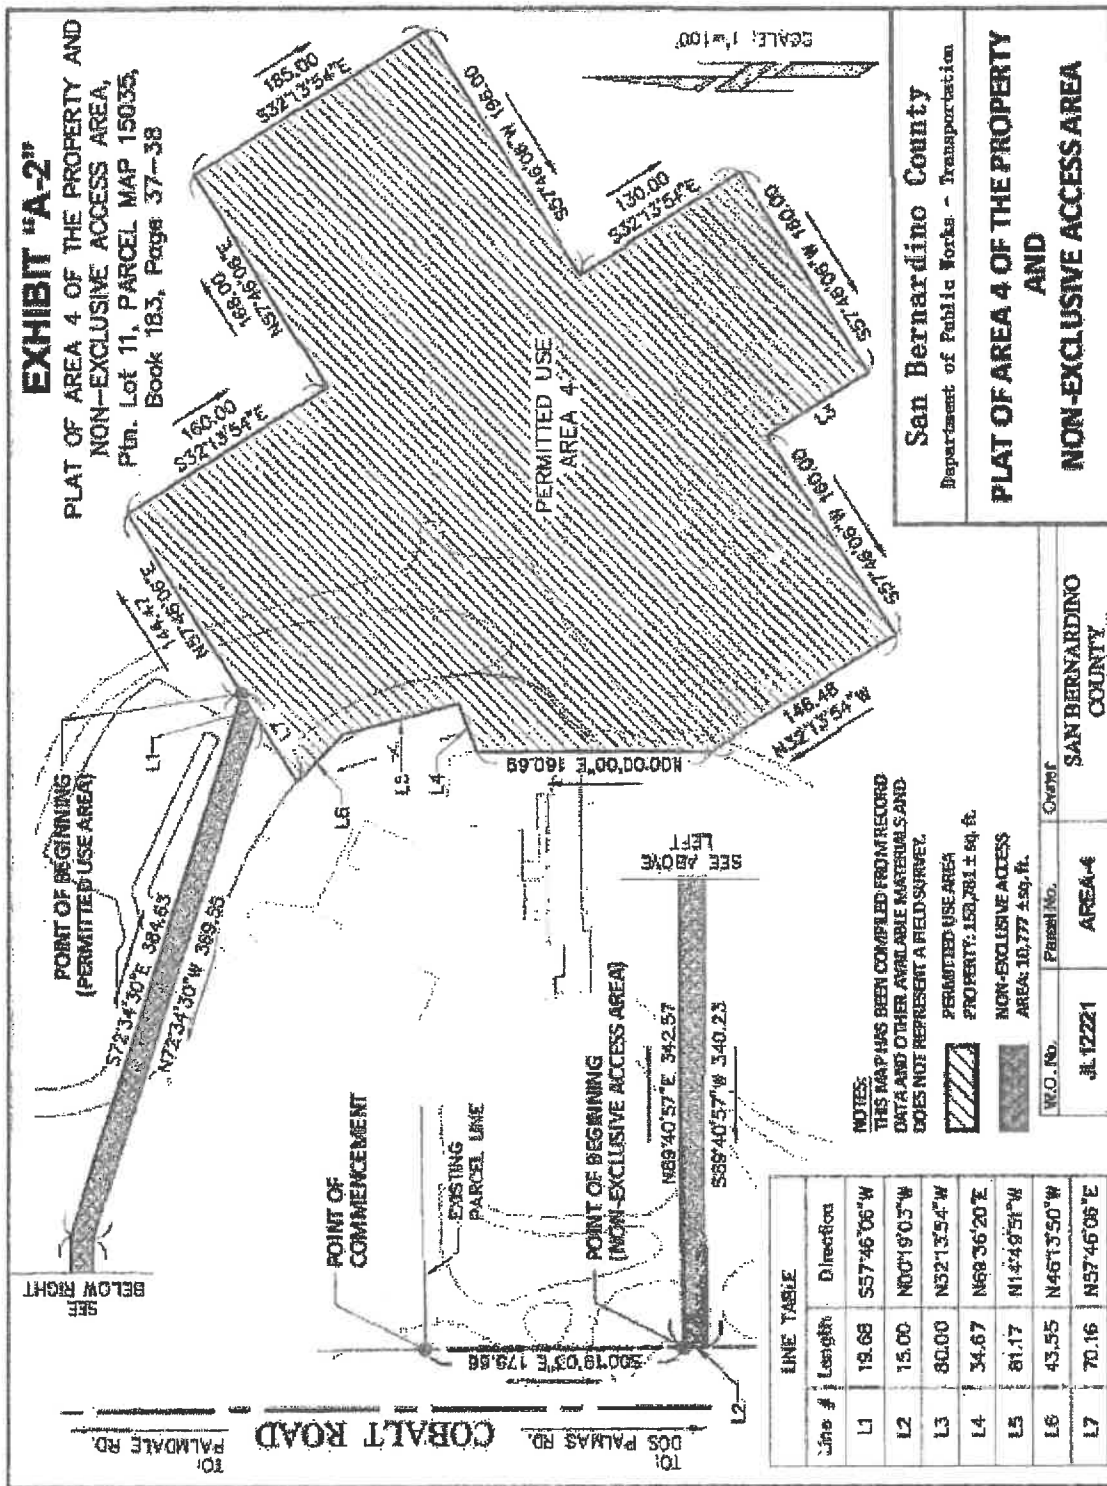 EXHIBIT "A-2"
PLAT OF AREA 4 OF THE PROPERTY AND
NON-EXCLUSIVE ACCESS AREA,
Ptn. Lot 11, PARCEL MAP 15035,
Book 183, Page 37-38
SEE
BELOW RIGHT
S72°34'30"E 384.63
N72°34'30"W 389.95
POINT OF BEGINNING
(PERMITTED USE AREA)
L1
L7
144.47
N57°46'06"E
160.00
S32°13'54"E
168.00
N57°46'06"E
185.00
S32°13'54"E
S57°46'06"W 196.00
130.00
S32°13'54"E
S57°46'06"W 180.00
L3
S57°46'06"W 160.00
146.48
N32°13'54"W
N00°00'00"E 160.69
L4
L5
L6
PERMITTED USE
AREA 4
SCALE: 1"=100'
TO:
PALMDALE RD.
COBALT ROAD
TO:
DOS PALMAS RD.
POINT OF
COMMENCEMENT
EXISTING
PARCEL LINE
S00°19'03"E 179.66
POINT OF BEGINNING
(NON-EXCLUSIVE ACCESS AREA)
L2
N89°40'57"E 342.57
S89°40'57"W 340.23
SEE ABOVE
LEFT
LINE TABLE
Line # Length Direction
L1 19.68 S57°46'06"W
L2 15.00 N00°19'03"W
L3 80.00 N32°13'54"W
L4 34.67 N69°36'20"E
L5 81.17 N14°49'51"W
L6 43.55 N46°13'50"W
L7 70.16 N57°46'06"E
NOTES:
THIS MAP HAS BEEN COMPILED FROM RECORD
DATA AND OTHER AVAILABLE MATERIALS AND
DOES NOT REPRESENT A FIELD SURVEY.
PERMITTED USE AREA
PROPERTY: 159,781 ± sq. ft.
NON-EXCLUSIVE ACCESS
AREA: 10,777 ± sq. ft.
W.O. No. Parcel No. Owner
JL12221 AREA-4 SAN BERNARDINO
COUNTY
San Bernardino County
Department of Public Works - Transportation
PLAT OF AREA 4 OF THE PROPERTY
AND
NON-EXCLUSIVE ACCESS AREA